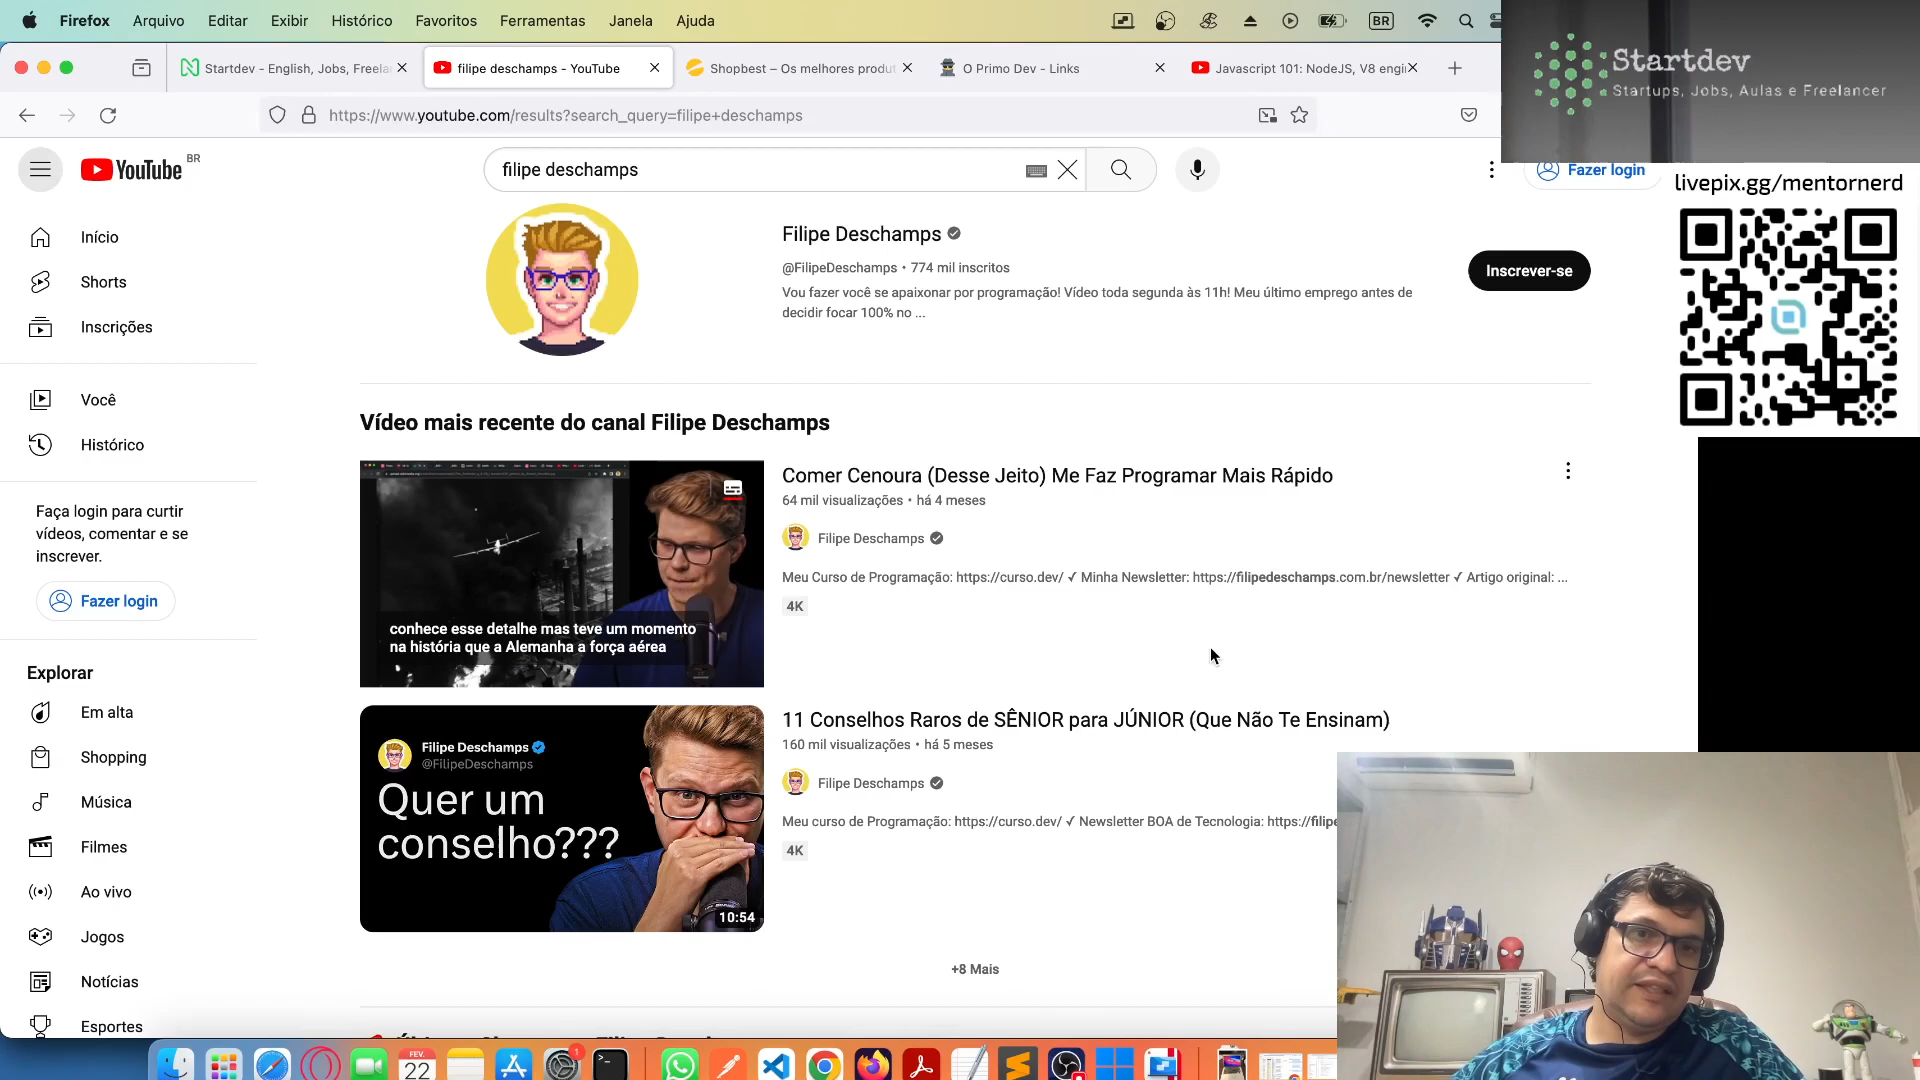 Firefox
Arquivo
Editar
Exibir
Histórico
Favoritos
Ferramentas
Janela
Ajuda
BR
Startdev
Startups, Jobs, Aulas e Freelancer
Startdev - English, Jobs, Freela
filipe deschamps - YouTube
Shopbest – Os melhores produt
O Primo Dev - Links
Javascript 101: NodeJS, V8 engi
https://www.youtube.com/results?search_query=filipe+deschamps
YouTube BR
filipe deschamps
Fazer login
livepix.gg/mentornerd
Início
Shorts
Inscrições
Você
Histórico
Faça login para curtir
vídeos, comentar e se
inscrever.
Fazer login
Explorar
Em alta
Shopping
Música
Filmes
Ao vivo
Jogos
Notícias
Esportes
Filipe Deschamps
@FilipeDeschamps • 774 mil inscritos
Vou fazer você se apaixonar por programação! Vídeo toda segunda às 11h! Meu último emprego antes de
decidir focar 100% no ...
Inscrever-se
Vídeo mais recente do canal Filipe Deschamps
conhece esse detalhe mas teve um momento
na história que a Alemanha a força aérea
Comer Cenoura (Desse Jeito) Me Faz Programar Mais Rápido
64 mil visualizações • há 4 meses
Filipe Deschamps
Meu Curso de Programação: https://curso.dev/ ✓ Minha Newsletter: https://filipedeschamps.com.br/newsletter ✓ Artigo original: ...
4K
Filipe Deschamps
@FilipeDeschamps
Quer um
conselho???
10:54
11 Conselhos Raros de SÊNIOR para JÚNIOR (Que Não Te Ensinam)
160 mil visualizações • há 5 meses
Filipe Deschamps
Meu curso de Programação: https://curso.dev/ ✓ Newsletter BOA de Tecnologia: https://filipe
4K
+8 Mais
FEV.
22
1